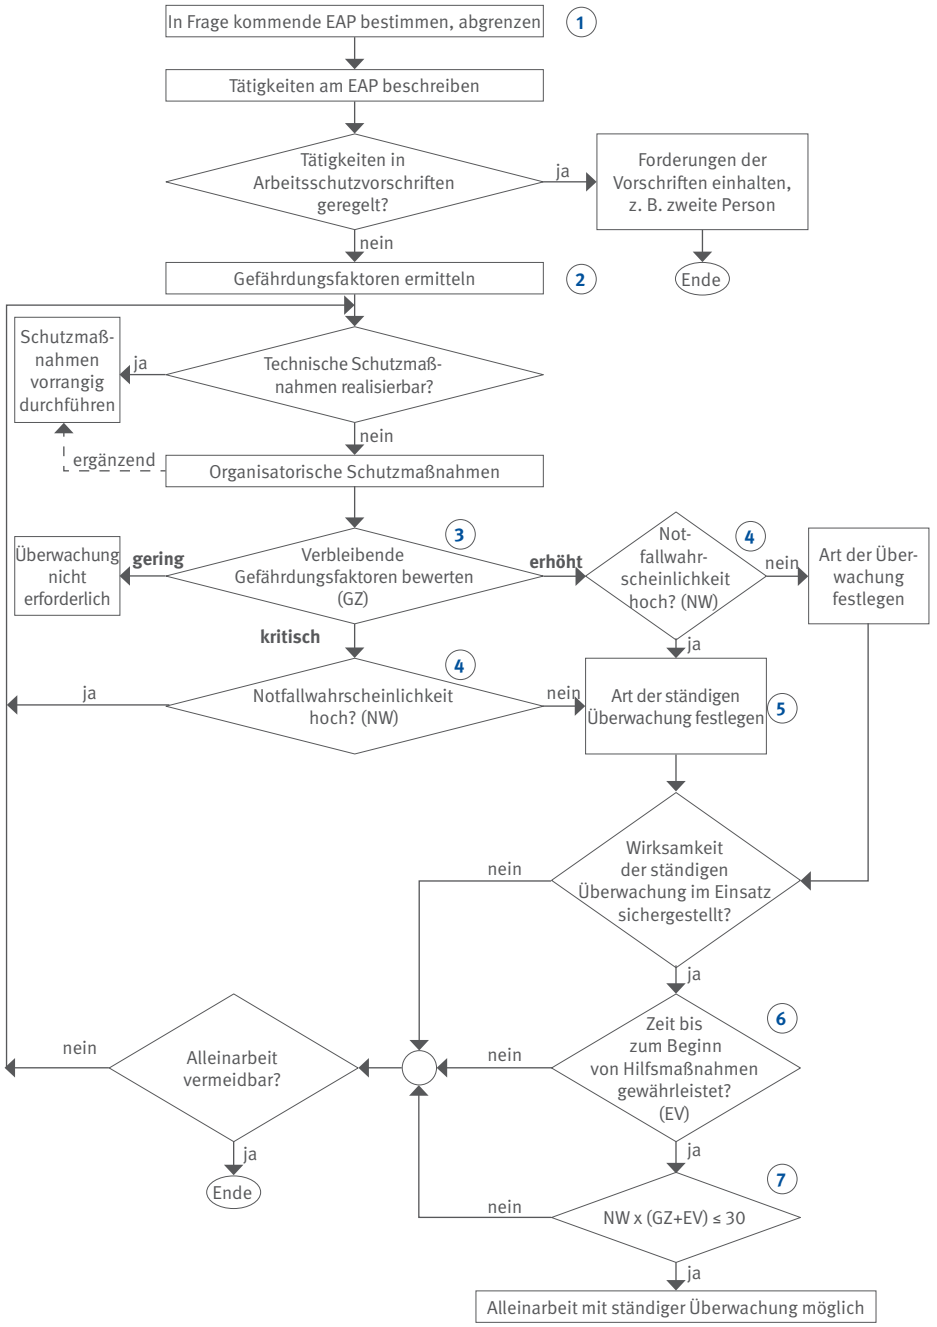 In Frage kommende EAP bestimmen, abgrenzen
1
Tätigkeiten am EAP beschreiben
Tätigkeiten in
Arbeitsschutzvorschriften
geregelt?
ja
Forderungen der
Vorschriften einhalten,
z. B. zweite Person
nein
Ende
Gefährdungsfaktoren ermitteln
2
Schutzmaß-
nahmen
vorrangig
durchführen
ja
Technische Schutzmaß-
nahmen realisierbar?
nein
ergänzend
Organisatorische Schutzmaßnahmen
3
Überwachung
nicht
erforderlich
gering
Verbleibende
Gefährdungsfaktoren bewerten
(GZ)
erhöht
Not-
fallwahr-
scheinlichkeit
hoch? (NW)
4
nein
Art der Über-
wachung
festlegen
kritisch
ja
4
ja
Notfallwahrscheinlichkeit
hoch? (NW)
nein
Art der ständigen
Überwachung festlegen
5
Wirksamkeit
der ständigen
Überwachung im Einsatz
sichergestellt?
nein
ja
6
Zeit bis
zum Beginn
von Hilfsmaßnahmen
gewährleistet?
(EV)
nein
Alleinarbeit
vermeidbar?
nein
ja
Ende
ja
7
NW x (GZ+EV) ≤ 30
nein
ja
Alleinarbeit mit ständiger Überwachung möglich